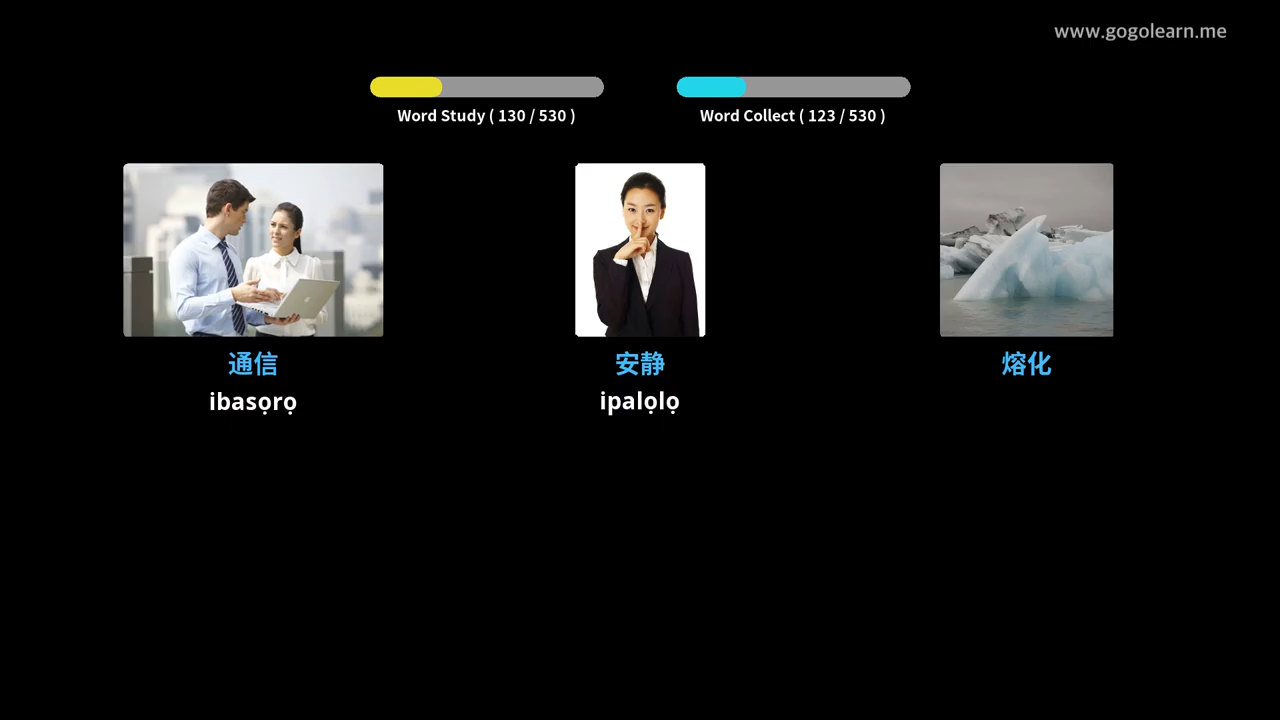 www.gogolearn.me
Word Study ( 130 / 530 )
Word Collect ( 123 / 530 )
通信
安静
熔化
ibasọrọ
ipalọlọ